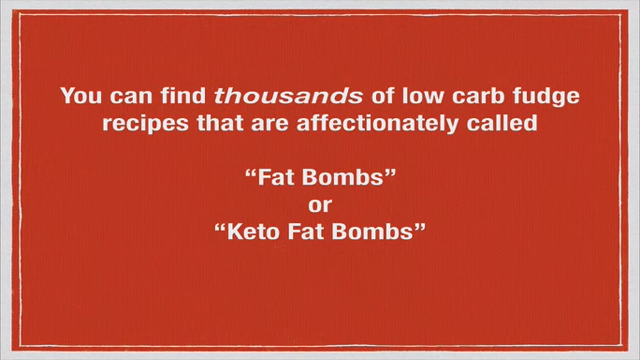 You can find thousands of low carb fudge
recipes that are affectionately called
“Fat Bombs”
or
“Keto Fat Bombs”